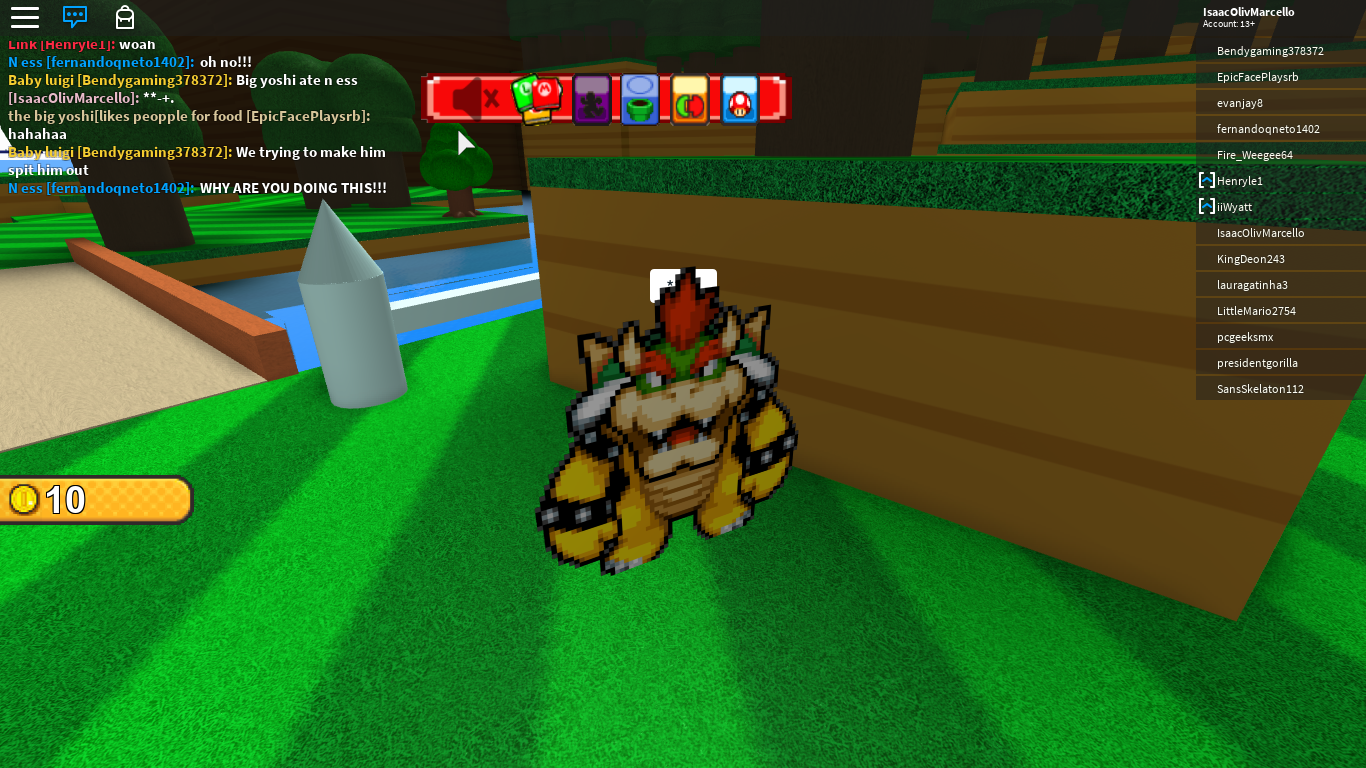 Link [Henryle1]: woah
N ess [fernandoqneto1402]: oh no!!!
Baby luigi [Bendygaming378372]: Big yoshi ate n ess
[IsaacOlivMarcello]: **-+.
the big yoshi[likes peopple for food [EpicFacePlaysrb]:
hahahaa
Baby luigi [Bendygaming378372]: We trying to make him
spit him out
N ess [fernandoqneto1402]: WHY ARE YOU DOING THIS!!!
L M
10
IsaacOlivMarcello
Account: 13+
Bendygaming378372
EpicFacePlaysrb
evanjay8
fernandoqneto1402
Fire_Weegee64
Henryle1
iiWyatt
IsaacOlivMarcello
KingDeon243
lauragatinha3
LittleMario2754
pcgeeksmx
presidentgorilla
SansSkelaton112